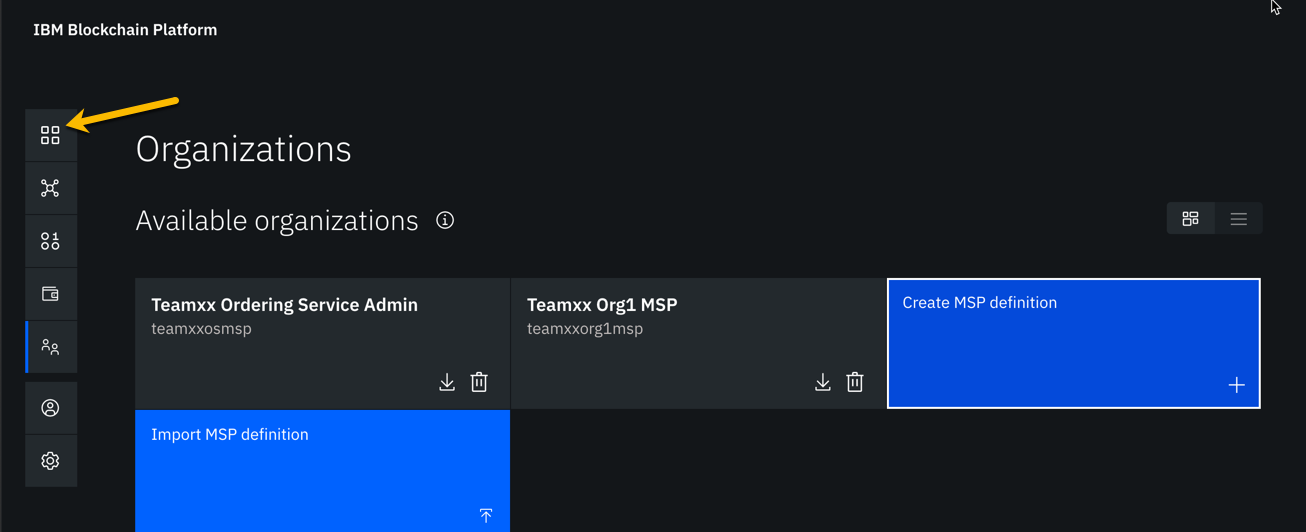 IBM Blockchain Platform
Organizations
Available organizations
Teamxx Ordering Service Admin
teamxxosmsp
Teamxx Org1 MSP
teamxxorg1msp
Create MSP definition
Import MSP definition